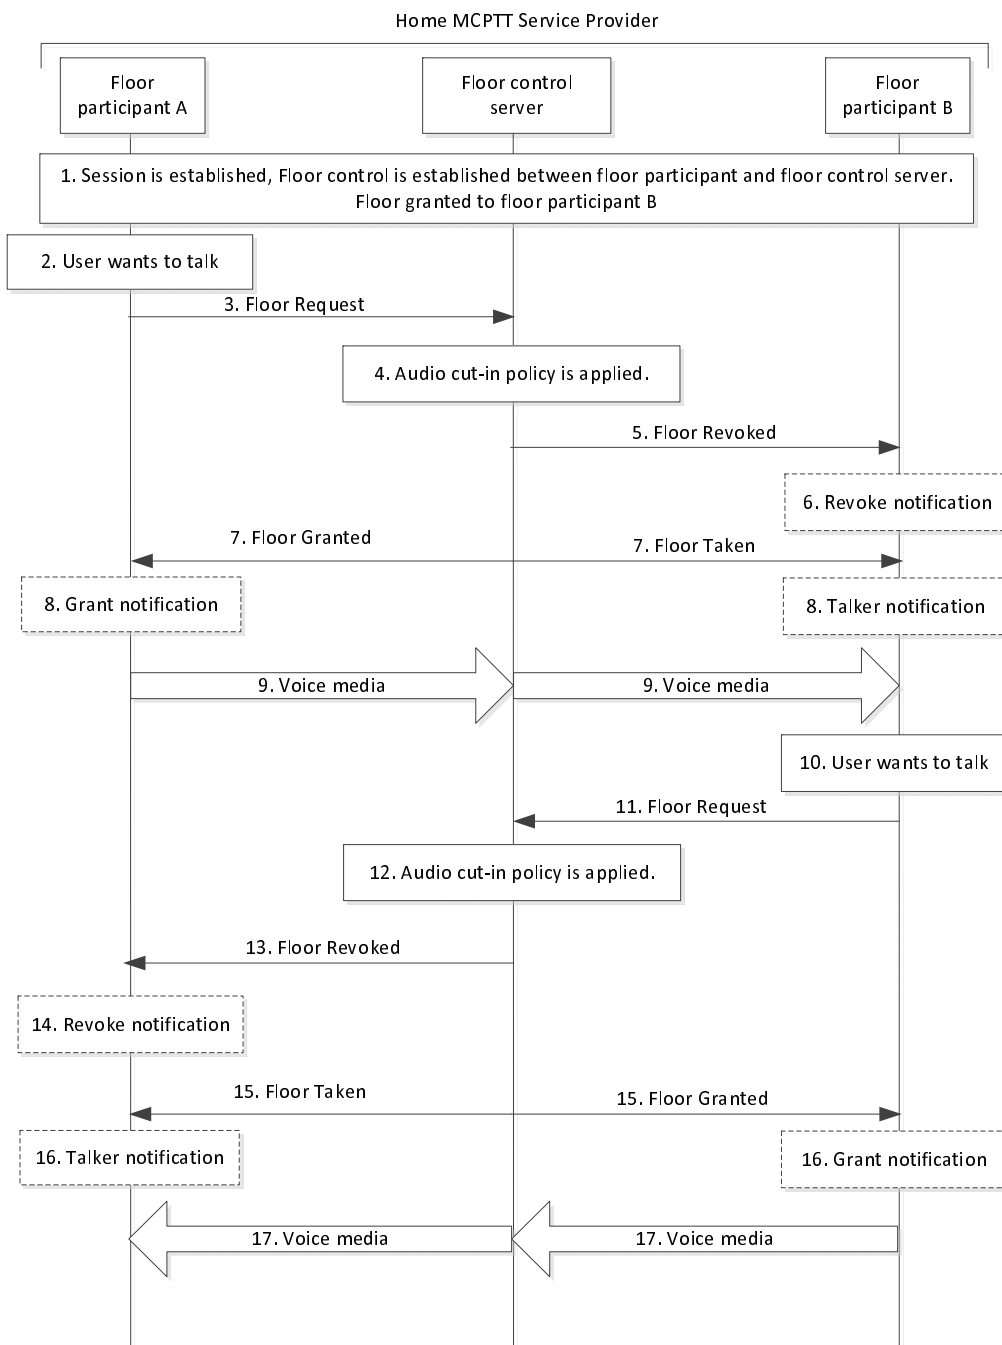 Home MCPTT Service Provider
Floor
participant A
Floor control
server
Floor
participant B
1. Session is established, Floor control is established between floor participant and floor control server.
Floor granted to floor participant B
2. User wants to talk
3. Floor Request
4. Audio cut-in policy is applied.
5. Floor Revoked
6. Revoke notification
7. Floor Granted
7. Floor Taken
8. Grant notification
8. Talker notification
9. Voice media
9. Voice media
10. User wants to talk
11. Floor Request
12. Audio cut-in policy is applied.
13. Floor Revoked
14. Revoke notification
15. Floor Taken
15. Floor Granted
16. Talker notification
16. Grant notification
17. Voice media
17. Voice media